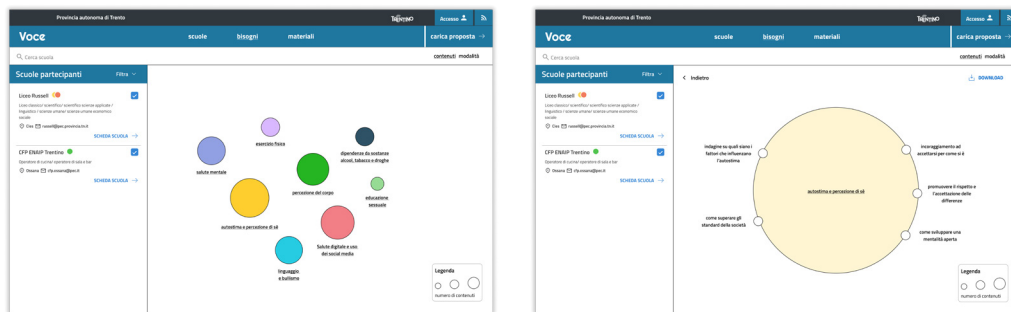 Provincia autonoma di Trento
TRENTINO
Accesso
Voce
scuole
bisogni
materiali
carica proposta →
Cerca scuola
contenuti modalità
Scuole partecipanti
Filtra
Liceo Russell
Liceo classico/ scientifico/ scientifico scienze applicate /
linguistico / scienze umane/ scienze umane economico
sociale
Cles russell@pec.provincia.tn.it
SCHEDA SCUOLA →
CFP ENAIP Trentino
Operatore di cucina/ operatore di sala e bar
Ossana cfp.ossana@pec.it
SCHEDA SCUOLA →
esercizio fisico
salute mentale
dipendenze da sostanze
alcool, tabacco e droghe
percezione del corpo
educazione
sessuale
autostima e percezione di sè
Salute digitale e uso
dei social media
linguaggio
e bullismo
Legenda
numero di contenuti
Provincia autonoma di Trento
TRENTINO
Accesso
Voce
scuole
bisogni
materiali
carica proposta →
Cerca scuola
contenuti modalità
Scuole partecipanti
Filtra
Liceo Russell
Liceo classico/ scientifico/ scientifico scienze applicate /
linguistico / scienze umane/ scienze umane economico
sociale
Cles russell@pec.provincia.tn.it
SCHEDA SCUOLA →
CFP ENAIP Trentino
Operatore di cucina/ operatore di sala e bar
Ossana cfp.ossana@pec.it
SCHEDA SCUOLA →
Indietro
DOWNLOAD
indagine su quali siano i
fattori che influenzano
l'autostima
incoraggiamento ad
accettarsi per come si è
autostima e percezione di sè
promuovere il rispetto e
l'accettazione delle
differenze
come superare gli
standard della società
come sviluppare una
mentalità aperta
Legenda
numero di contenuti